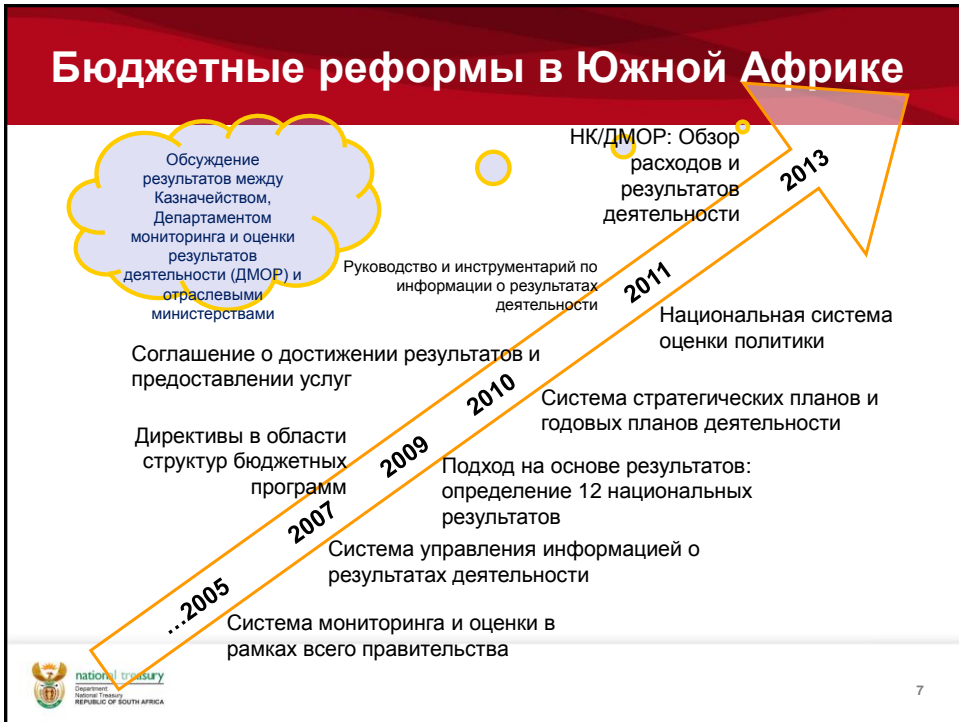 Бюджетные реформы в Южной Африке
Обсуждение
результатов между
Казначейством,
Департаментом
мониторинга и оценки
результатов
деятельности (ДМОР) и
отраслевыми
министерствами
НК/ДМОР: Обзор
расходов и
результатов
деятельности
2013
Руководство и инструментарий по
информации о результатах
деятельности
2011
Национальная система
оценки политики
Соглашение о достижении результатов и
предоставлении услуг
2010
Система стратегических планов и
годовых планов деятельности
Директивы в области
структур бюджетных
программ
2009
Подход на основе результатов:
определение 12 национальных
результатов
2007
Система управления информацией о
результатах деятельности
...2005
Система мониторинга и оценки в
рамках всего правительства
national treasury
Department:
National Treasury
REPUBLIC OF SOUTH AFRICA
7